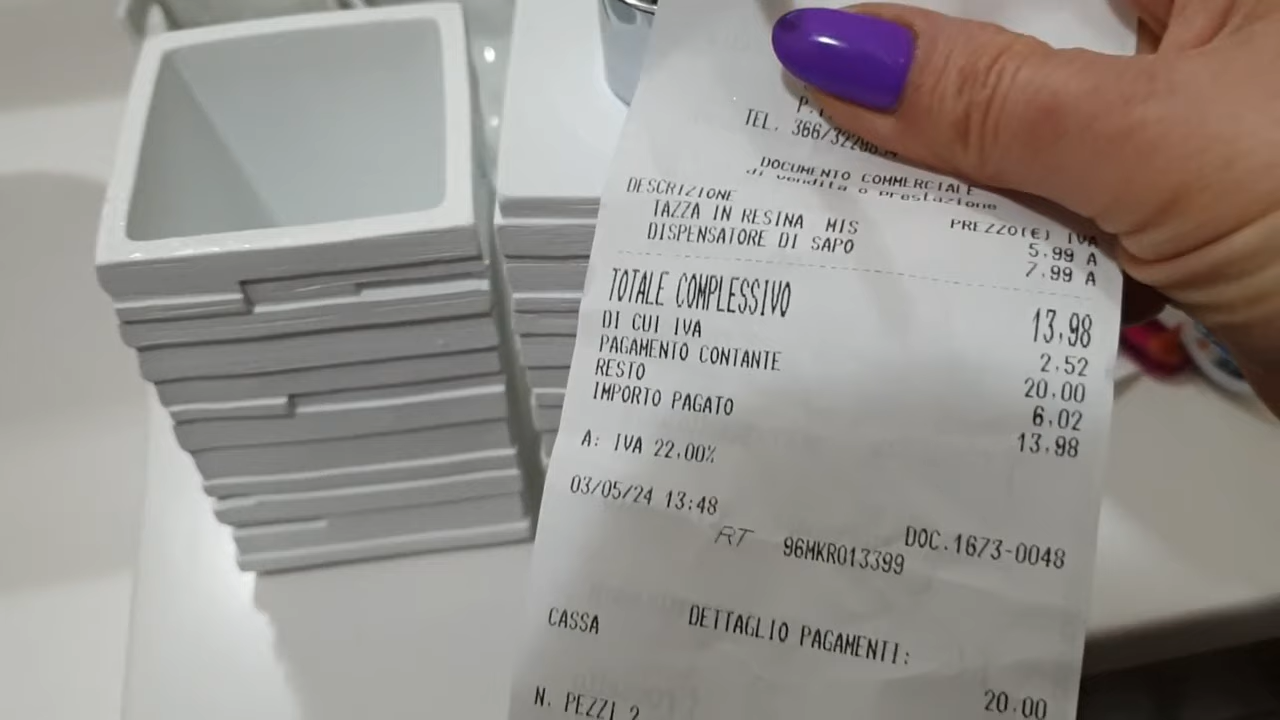 TEL. 366/322
DOCUMENTO COMMERCIALE
di vendita o prestazione
DESCRIZIONE PREZZO(€) IVA
TAZZA IN RESINA MIS 5,99 A
DISPENSATORE DI SAPO 7,99 A
TOTALE COMPLESSIVO 13,98
DI CUI IVA 2,52
PAGAMENTO CONTANTE 20,00
RESTO 6,02
IMPORTO PAGATO 13,98
A: IVA 22,00%
03/05/24 13:48 DOC.1673-0048
RT 96MKR013399
DETTAGLIO PAGAMENTI:
CASSA 20,00
N. PEZZI 2